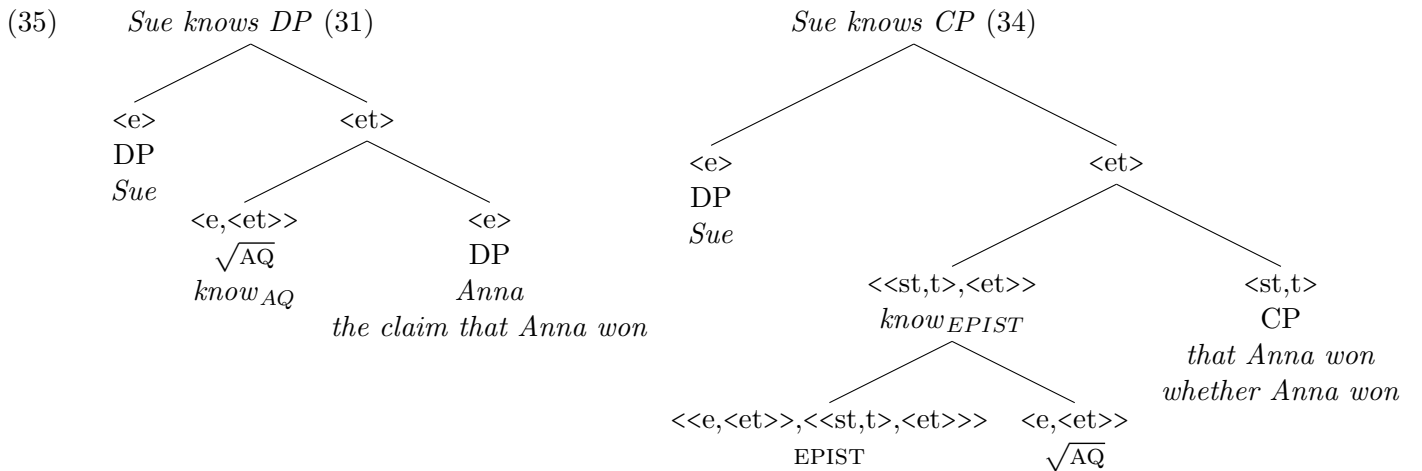 (35) Sue knows DP (31) Sue knows CP (34)
<e> <et>
DP
Sue
<e> <et>
DP
Sue
<e,<et>> <e>
√AQ DP
know_AQ Anna
the claim that Anna won
<<st,t>,<et>> <st,t>
know_EPIST CP
that Anna won
whether Anna won
<<e,<et>>,<<st,t>,<et>>> <e,<et>>
EPIST √AQ